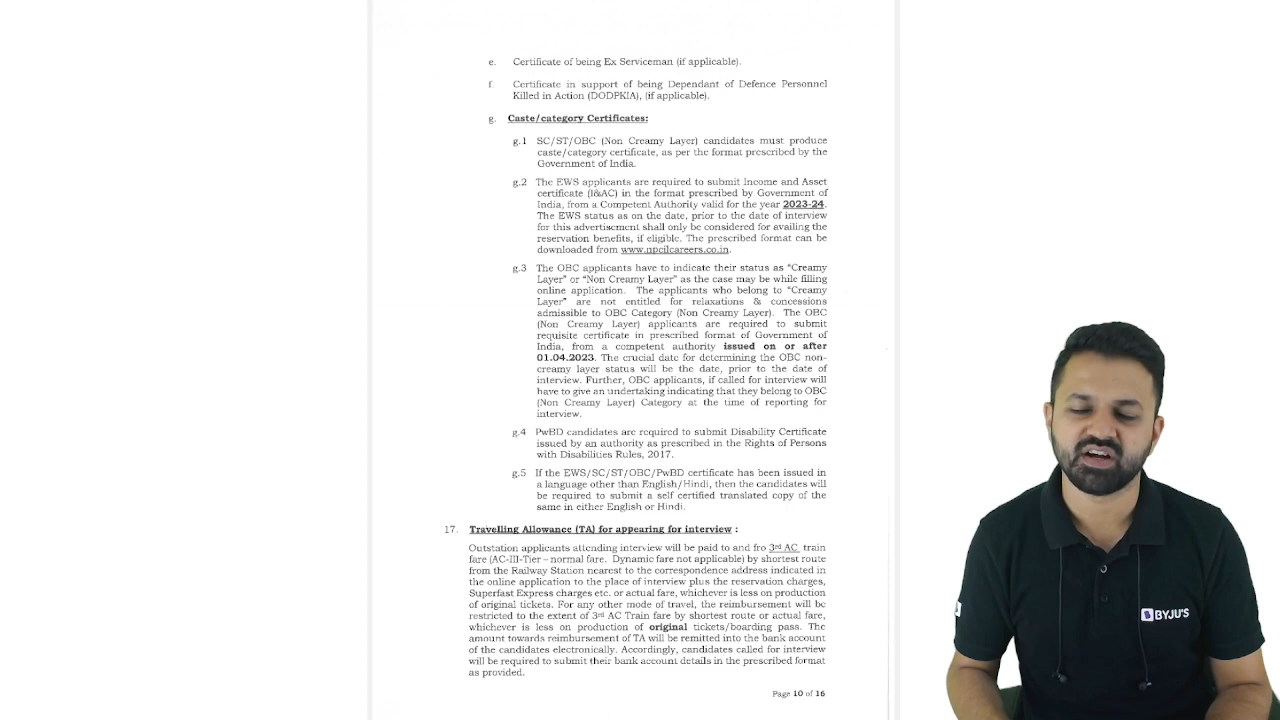 e. Certificate of being Ex Serviceman (if applicable).
f. Certificate in support of being Dependant of Defence Personnel
Killed in Action (DODPKIA), (if applicable).
g. Caste/category Certificates:
g.1 SC/ST/OBC (Non Creamy Layer) candidates must produce
caste/category certificate, as per the format prescribed by the
Government of India.
g.2 The EWS applicants are required to submit Income and Asset
certificate (I&AC) in the format prescribed by Government of
India, from a Competent Authority valid for the year 2023-24.
The EWS status as on the date, prior to the date of interview
for this advertisement shall only be considered for availing the
reservation benefits, if eligible. The prescribed format can be
downloaded from www.npcilcareers.co.in.
g.3 The OBC applicants have to indicate their status as "Creamy
Layer" or "Non Creamy Layer" as the case may be while filling
online application. The applicants who belong to "Creamy
Layer" are not entitled for relaxations & concessions
admissible to OBC Category (Non Creamy Layer). The OBC
(Non Creamy Layer) applicants are required to submit
requisite certificate in prescribed format of Government of
India, from a competent authority issued on or after
01.04.2023. The crucial date for determining the OBC non-
creamy layer status will be the date, prior to the date of
interview. Further, OBC applicants, if called for interview will
have to give an undertaking indicating that they belong to OBC
(Non Creamy Layer) Category at the time of reporting for
interview.
g.4 PwBD candidates are required to submit Disability Certificate
issued by an authority as prescribed in the Rights of Persons
with Disabilities Rules, 2017.
g.5 If the EWS/SC/ST/OBC/PwBD certificate has been issued in
a language other than English/Hindi, then the candidates will
be required to submit a self certified translated copy of the
same in either English or Hindi.
17. Travelling Allowance (TA) for appearing for interview :
Outstation applicants attending interview will be paid to and fro 3rd AC train
fare (AC-III-Tier – normal fare. Dynamic fare not applicable) by shortest route
from the Railway Station nearest to the correspondence address indicated in
the online application to the place of interview plus the reservation charges,
Superfast Express charges etc. or actual fare, whichever is less on production
of original tickets. For any other mode of travel, the reimbursement will be
restricted to the extent of 3rd AC Train fare by shortest route or actual fare,
whichever is less on production of original tickets/boarding pass. The
amount towards reimbursement of TA will be remitted into the bank account
of the candidates electronically. Accordingly, candidates called for interview
will be required to submit their bank account details in the prescribed format
as provided.
Page 10 of 16
BYJU'S